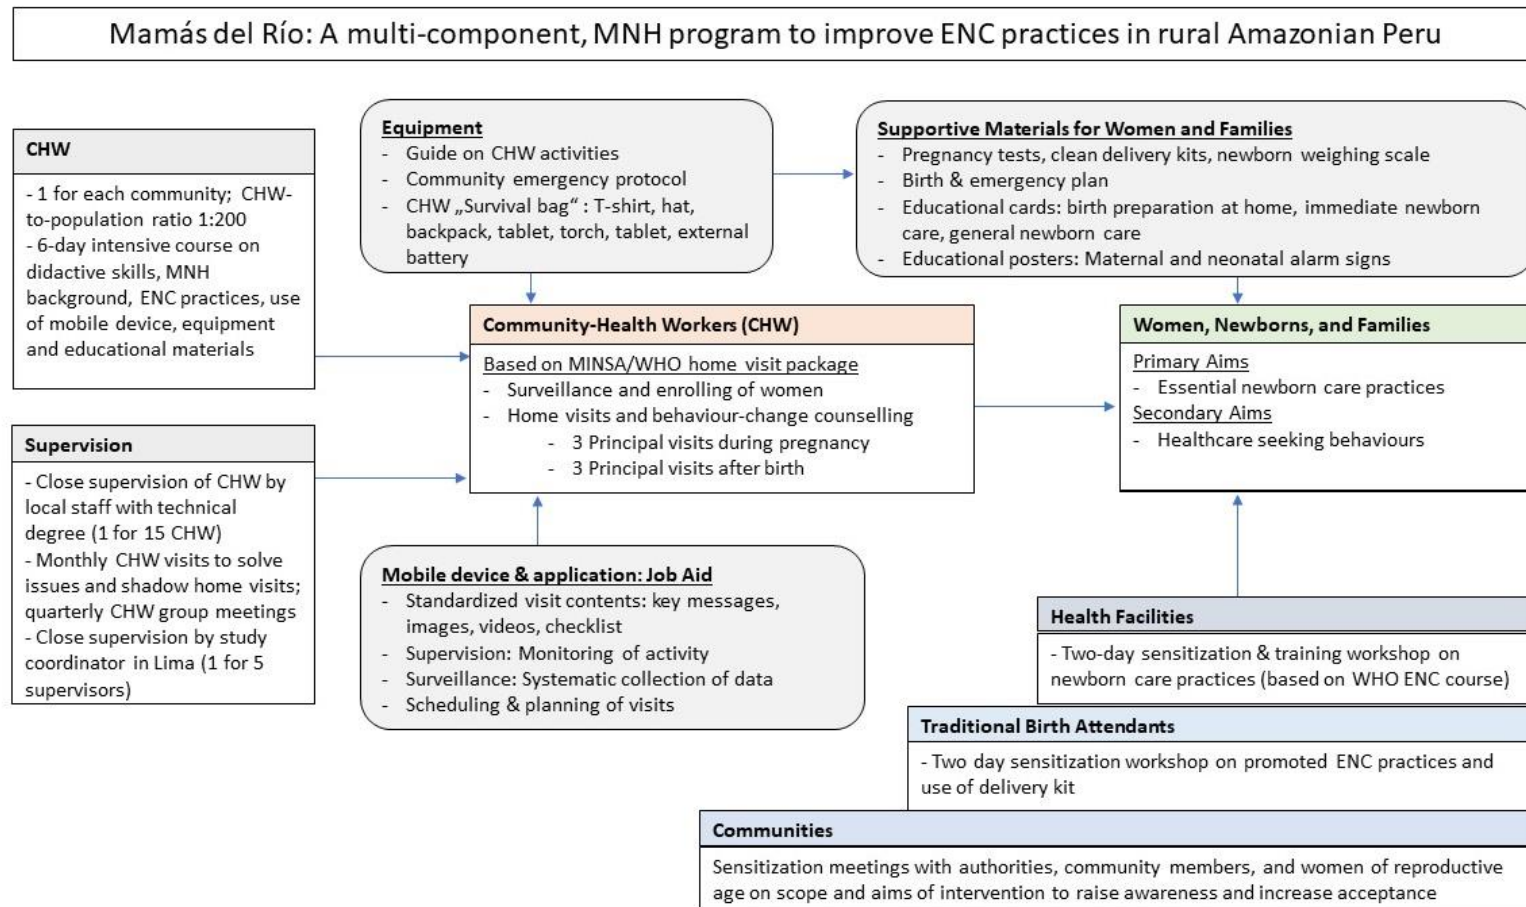 Mamás del Río: A multi-component, MNH program to improve ENC practices in rural Amazonian Peru
CHW
- 1 for each community; CHW-
to-population ratio 1:200
- 6-day intensive course on
didactive skills, MNH
background, ENC practices, use
of mobile device, equipment
and educational materials
Supervision
- Close supervision of CHW by
local staff with technical
degree (1 for 15 CHW)
- Monthly CHW visits to solve
issues and shadow home visits;
quarterly CHW group meetings
- Close supervision by study
coordinator in Lima (1 for 5
supervisors)
Equipment
- Guide on CHW activities
- Community emergency protocol
- CHW „Survival bag“ : T-shirt, hat,
backpack, tablet, torch, tablet, external
battery
Community-Health Workers (CHW)
Based on MINSA/WHO home visit package
- Surveillance and enrolling of women
- Home visits and behaviour-change counselling
- 3 Principal visits during pregnancy
- 3 Principal visits after birth
Mobile device & application: Job Aid
- Standardized visit contents: key messages,
images, videos, checklist
- Supervision: Monitoring of activity
- Surveillance: Systematic collection of data
- Scheduling & planning of visits
Supportive Materials for Women and Families
- Pregnancy tests, clean delivery kits, newborn weighing scale
- Birth & emergency plan
- Educational cards: birth preparation at home, immediate newborn
care, general newborn care
- Educational posters: Maternal and neonatal alarm signs
Women, Newborns, and Families
Primary Aims
- Essential newborn care practices
Secondary Aims
- Healthcare seeking behaviours
Health Facilities
- Two-day sensitization & training workshop on
newborn care practices (based on WHO ENC course)
Traditional Birth Attendants
- Two day sensitization workshop on promoted ENC practices and
use of delivery kit
Communities
Sensitization meetings with authorities, community members, and women of reproductive
age on scope and aims of intervention to raise awareness and increase acceptance